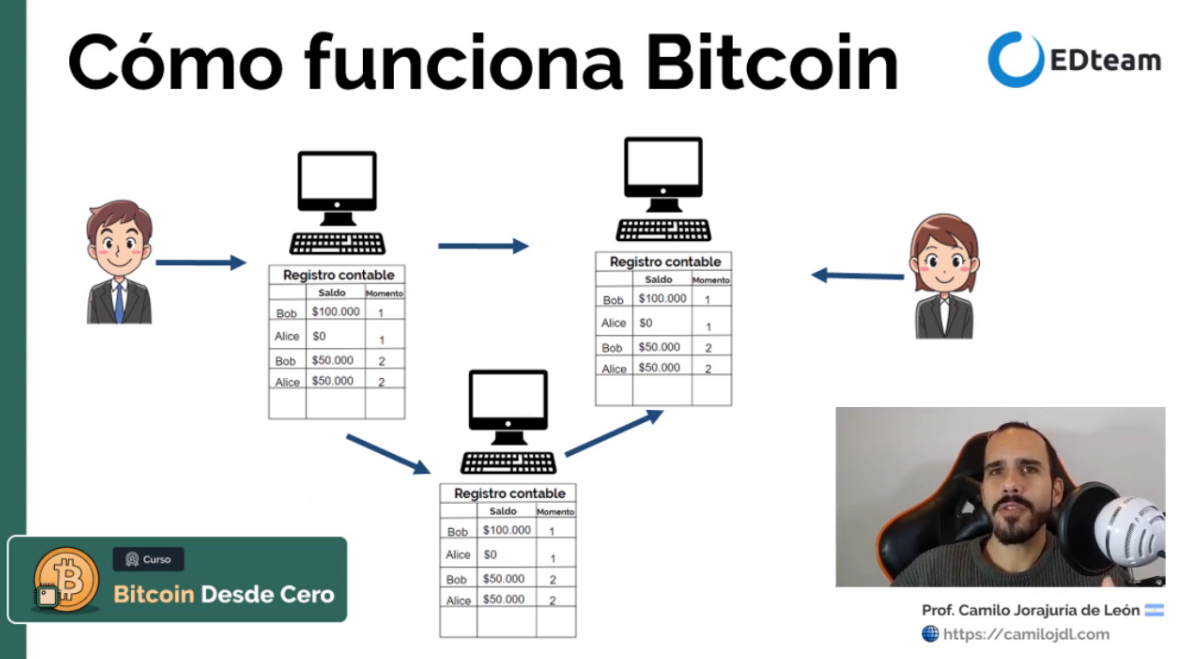 Cómo funciona Bitcoin
EDteam
Registro contable
Saldo Momento
Bob $100.000 1
Alice $0 1
Bob $50.000 2
Alice $50.000 2
Registro contable
Saldo Momento
Bob $100.000 1
Alice $0 1
Bob $50.000 2
Alice $50.000 2
Registro contable
Saldo Momento
Bob $100.000 1
Alice $0 1
Bob $50.000 2
Alice $50.000 2
Curso
Bitcoin Desde Cero
Prof. Camilo Jorajuría de León
https://camilojdl.com